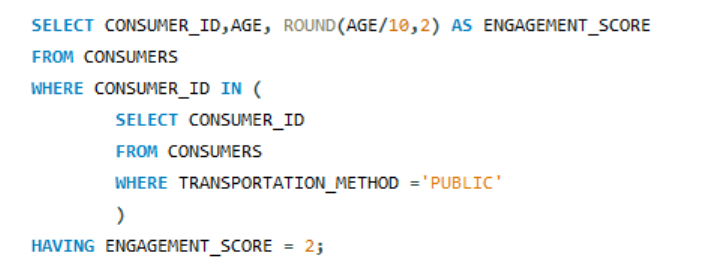 SELECT CONSUMER_ID,AGE, ROUND(AGE/10,2) AS ENGAGEMENT_SCORE
FROM CONSUMERS
WHERE CONSUMER_ID IN (
SELECT CONSUMER_ID
FROM CONSUMERS
WHERE TRANSPORTATION_METHOD ='PUBLIC'
)
HAVING ENGAGEMENT_SCORE = 2;